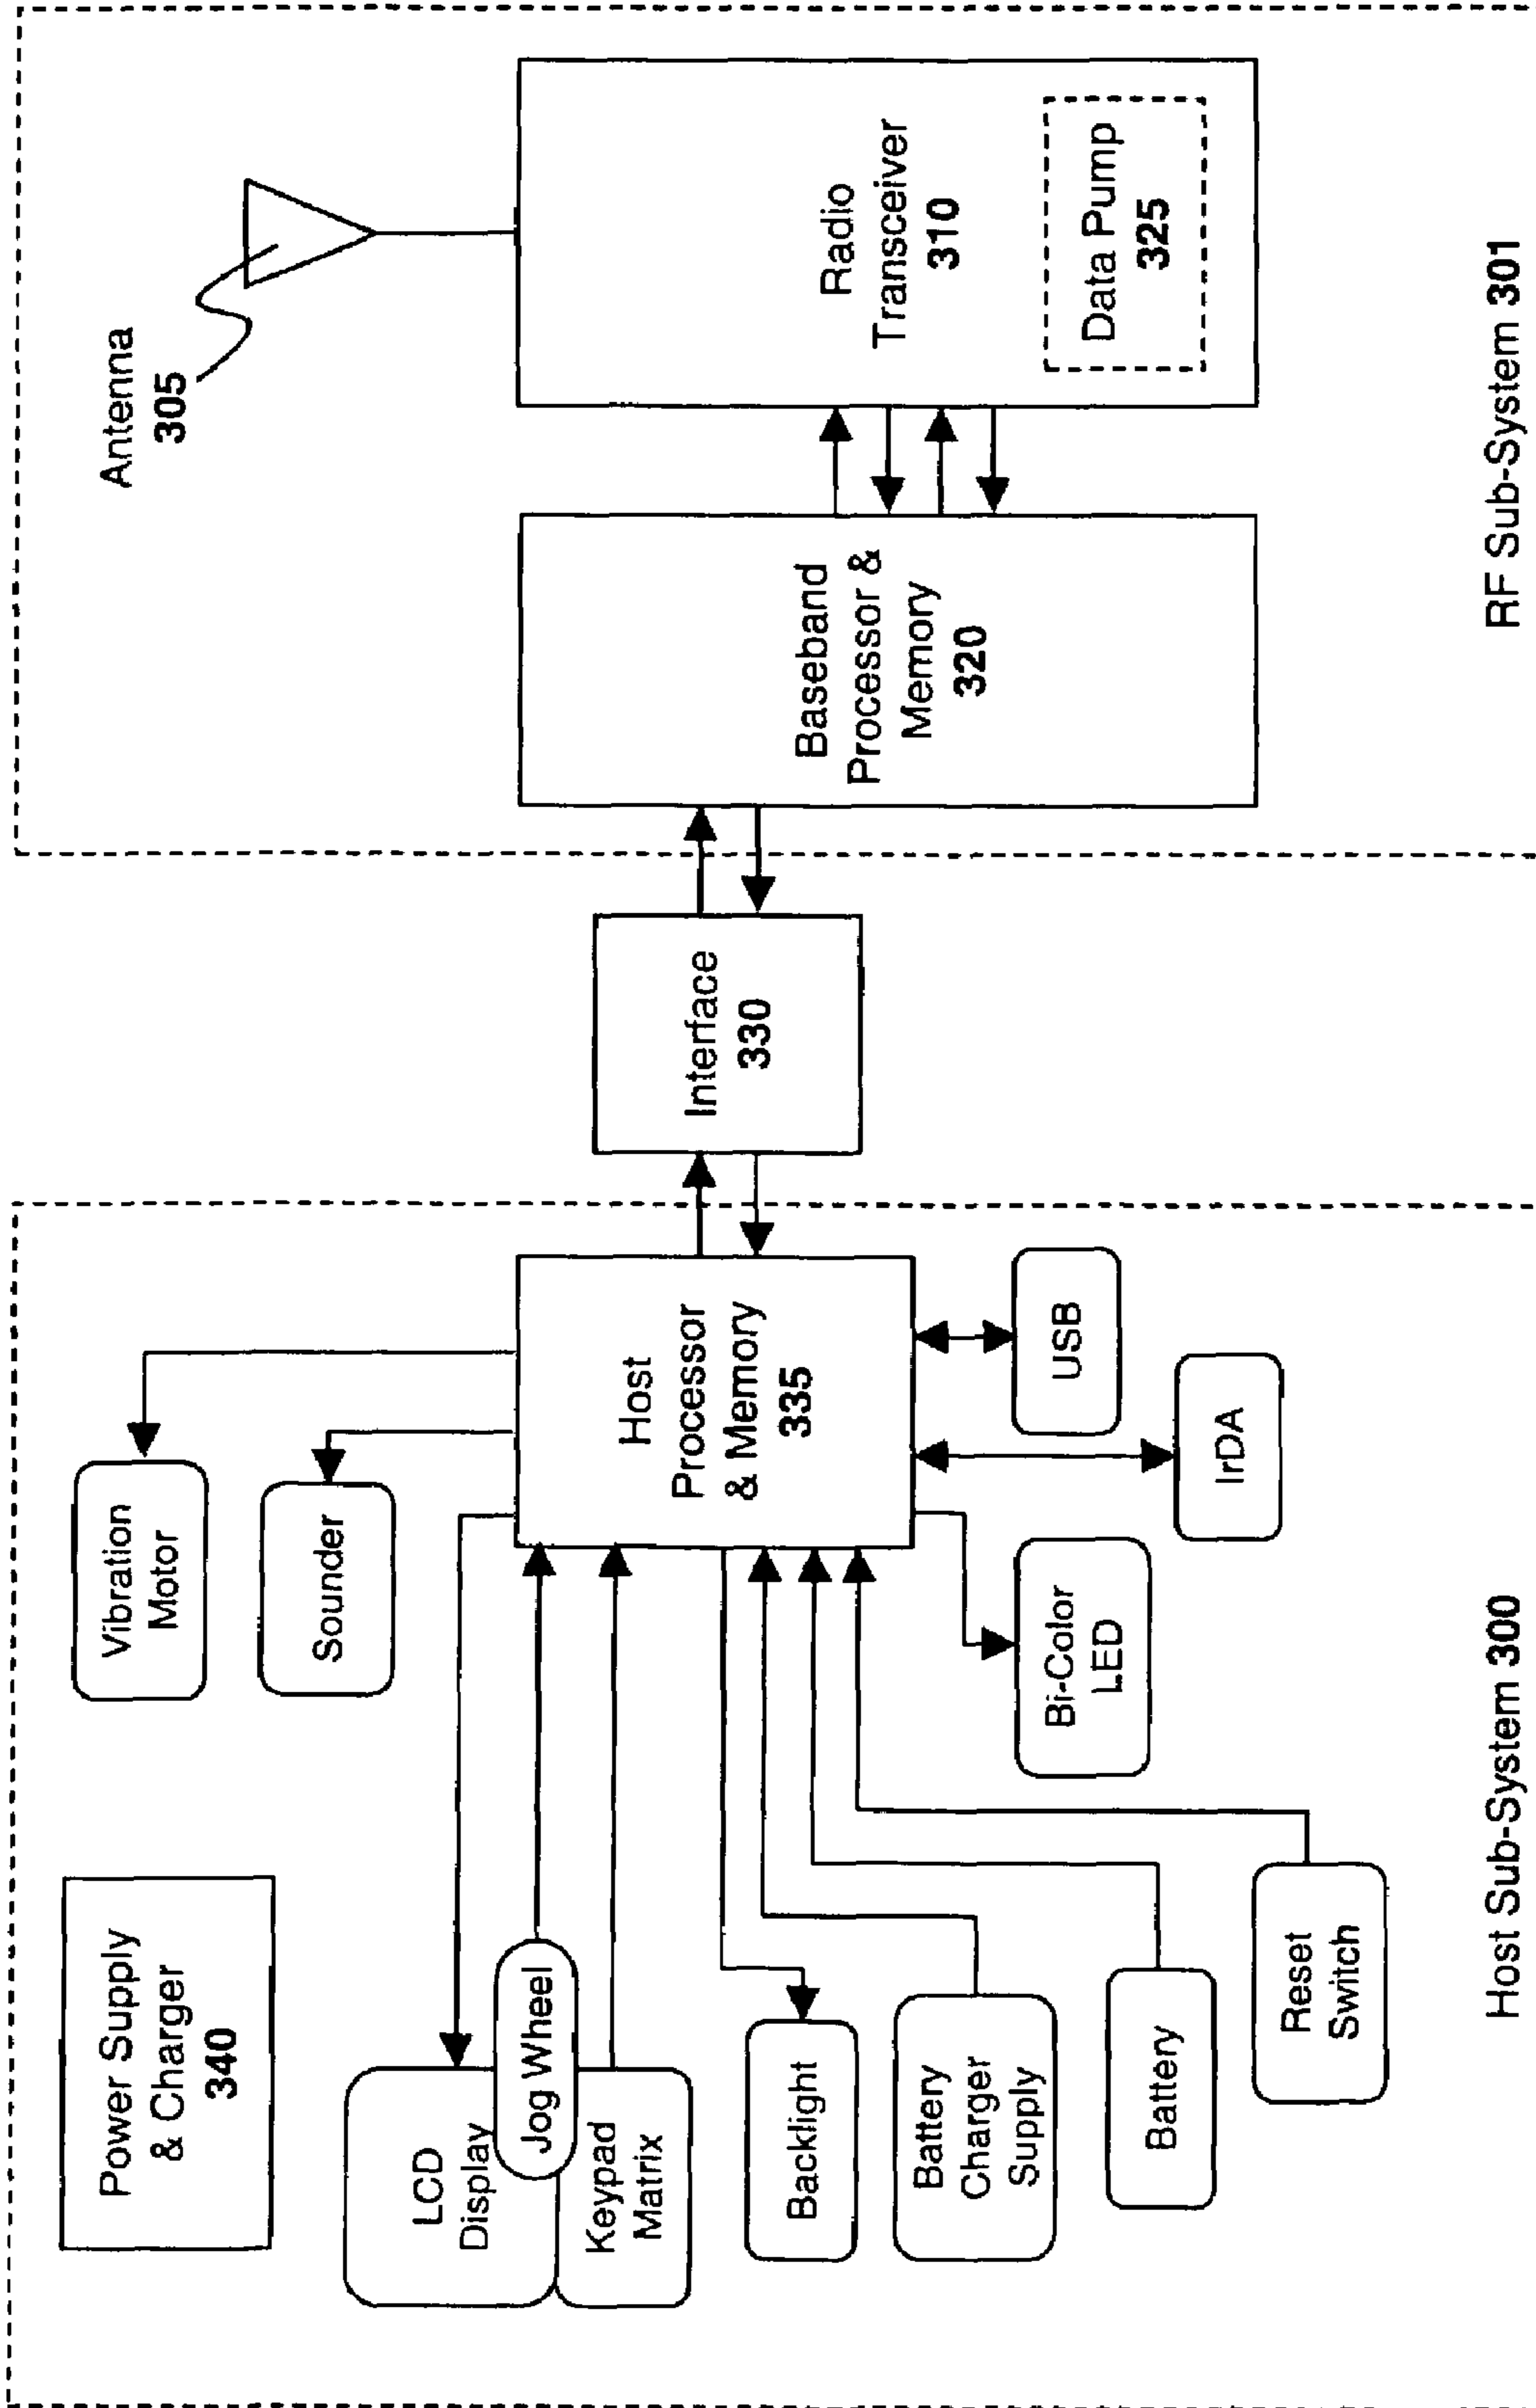 Power Supply
& Charger
340
Vibration
Motor
Sounder
LCD
Display
Jog Wheel
Keypad
Matrix
Backlight
Battery
Charger
Supply
Battery
Reset
Switch
Bi-Color
LED
IrDA
USB
Host
Processor
& Memory
335
Host Sub-System 300
Interface
330
Antenna
305
Baseband
Processor &
Memory
320
Radio
Transceiver
310
Data Pump
325
RF Sub-System 301